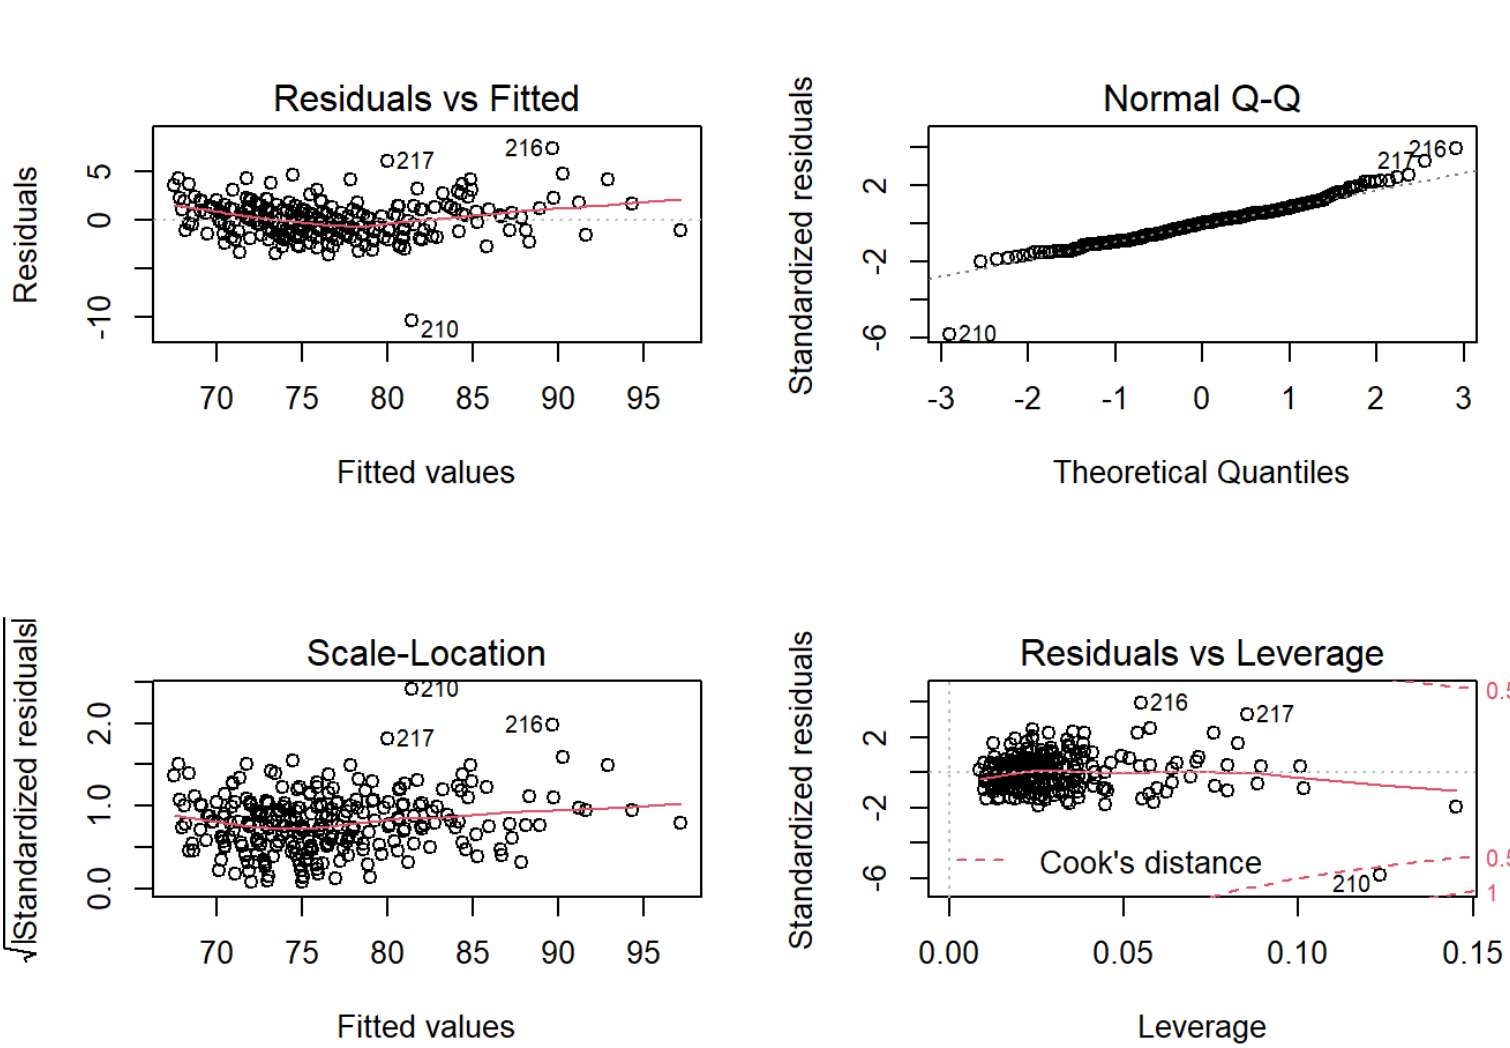 Residuals vs Fitted
Residuals
5
0
-10
217
216
210
70 75 80 85 90 95
Fitted values
Normal Q-Q
Standardized residuals
2
-2
-6
217
216
210
-3 -2 -1 0 1 2 3
Theoretical Quantiles
Scale-Location
√|Standardized residuals|
2.0
1.0
0.0
210
217
216
70 75 80 85 90 95
Fitted values
Residuals vs Leverage
Standardized residuals
2
-2
-6
216
217
210
Cook's distance
0.5
0.5
1
0.00 0.05 0.10 0.15
Leverage